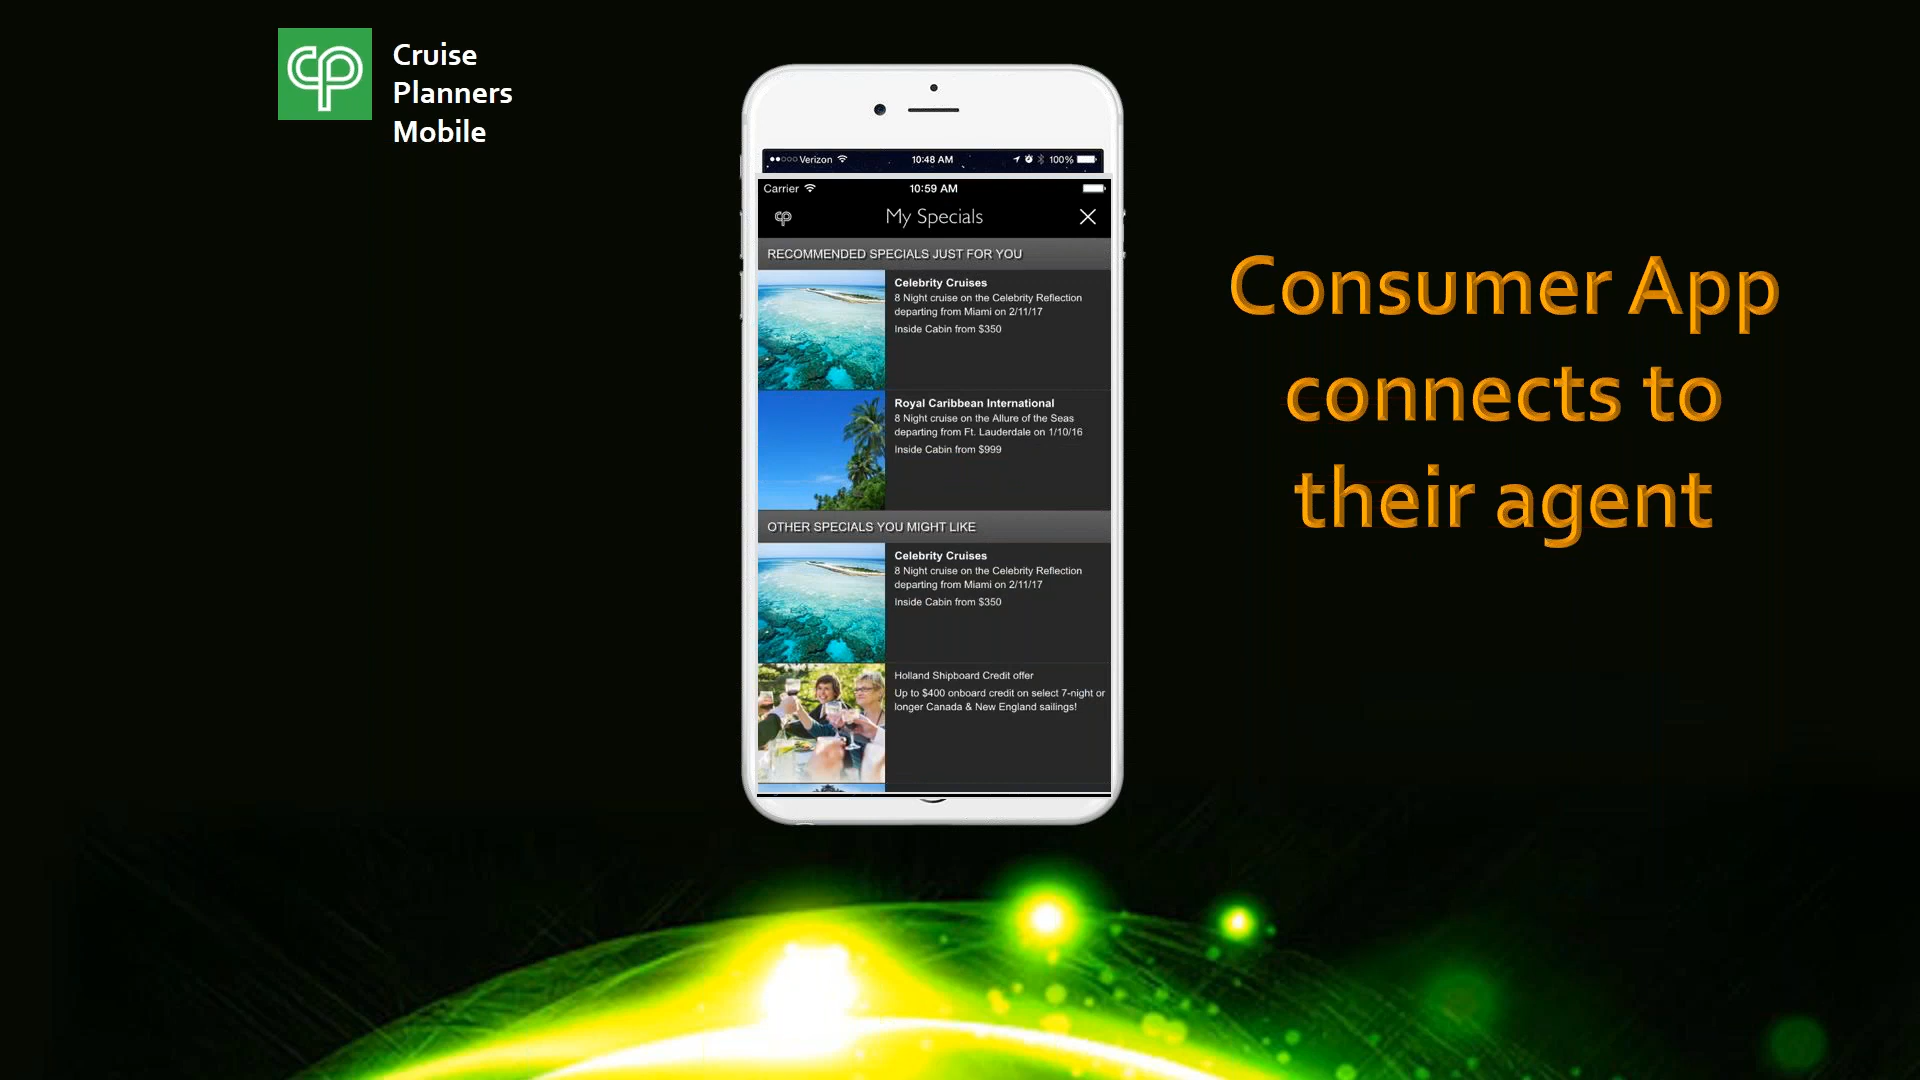 cp
Cruise
Planners
Mobile
Verizon 10:48 AM 100%
Carrier 10:59 AM
cp My Specials
RECOMMENDED SPECIALS JUST FOR YOU
Celebrity Cruises
8 Night cruise on the Celebrity Reflection
departing from Miami on 2/11/17
Inside Cabin from $350
Royal Caribbean International
8 Night cruise on the Allure of the Seas
departing from Ft. Lauderdale on 1/10/16
Inside Cabin from $999
OTHER SPECIALS YOU MIGHT LIKE
Celebrity Cruises
8 Night cruise on the Celebrity Reflection
departing from Miami on 2/11/17
Inside Cabin from $350
Holland Shipboard Credit offer
Up to $400 onboard credit on select 7-night or
longer Canada & New England sailings!
Consumer App
connects to
their agent